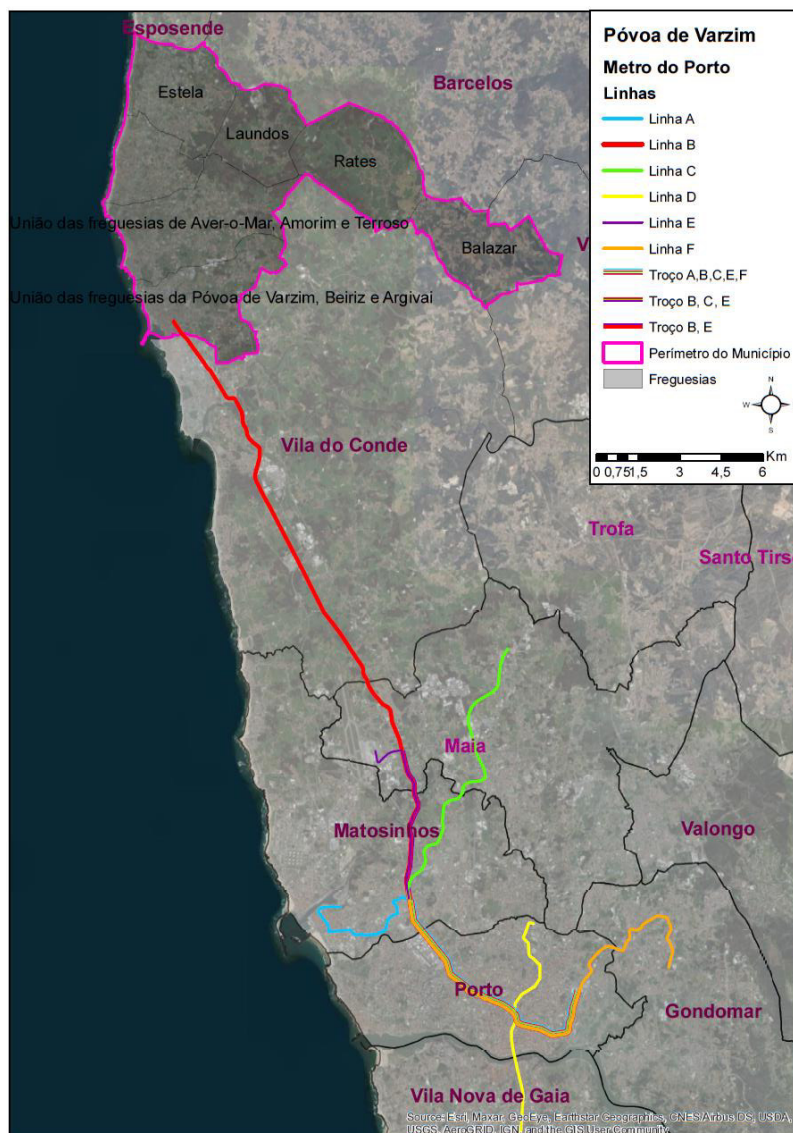 Esposende
Barcelos
Estela
Laundos
Rates
União das freguesias de Aver-o-Mar, Amorim e Terroso
Balazar
V
União das freguesias da Póvoa de Varzim, Beiriz e Argivai
Vila do Conde
Trofa
Santo Tirs
Maia
Matosinhos
Valongo
Porto
Gondomar
Vila Nova de Gaia
Source: Esri, Maxar, GeoEye, Earthstar Geographics, CNES/Airbus DS, USDA,
USGS, AeroGRID, IGN, and the GIS User Community
Póvoa de Varzim
Metro do Porto
Linhas
Linha A
Linha B
Linha C
Linha D
Linha E
Linha F
Troço A,B,C,E,F
Troço B, C, E
Troço B, E
Perímetro do Município
Freguesias
N
W
E
S
Km
0 0,75 1,5 3 4,5 6